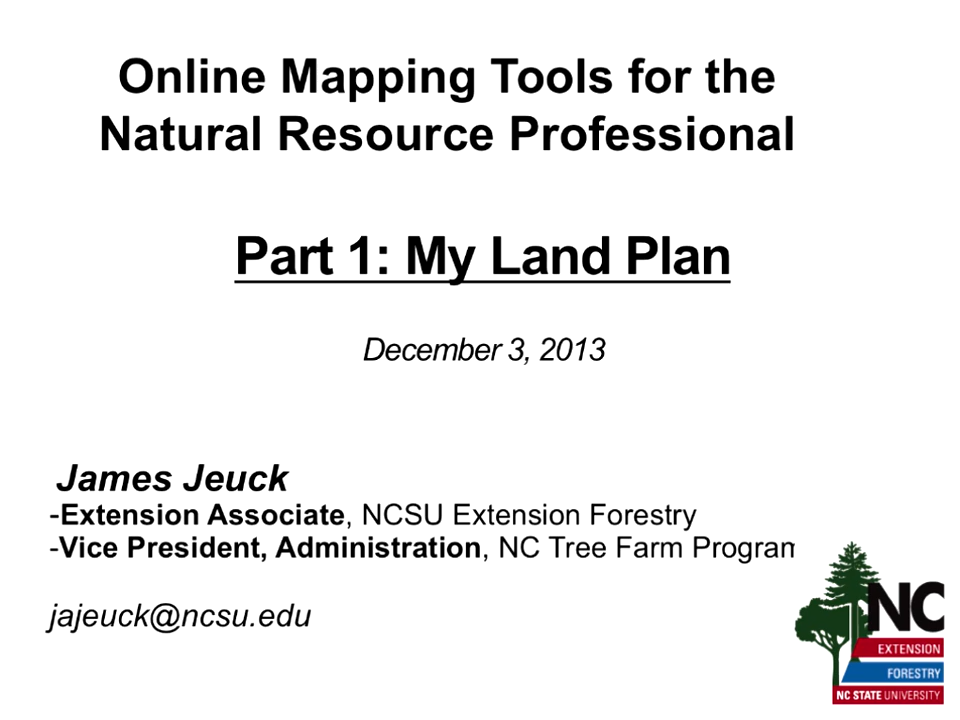 Online Mapping Tools for the
Natural Resource Professional
Part 1: My Land Plan
December 3, 2013
James Jeuck
-Extension Associate, NCSU Extension Forestry
-Vice President, Administration, NC Tree Farm Program
jajeuck@ncsu.edu
NC
EXTENSION
FORESTRY
NC STATE UNIVERSITY